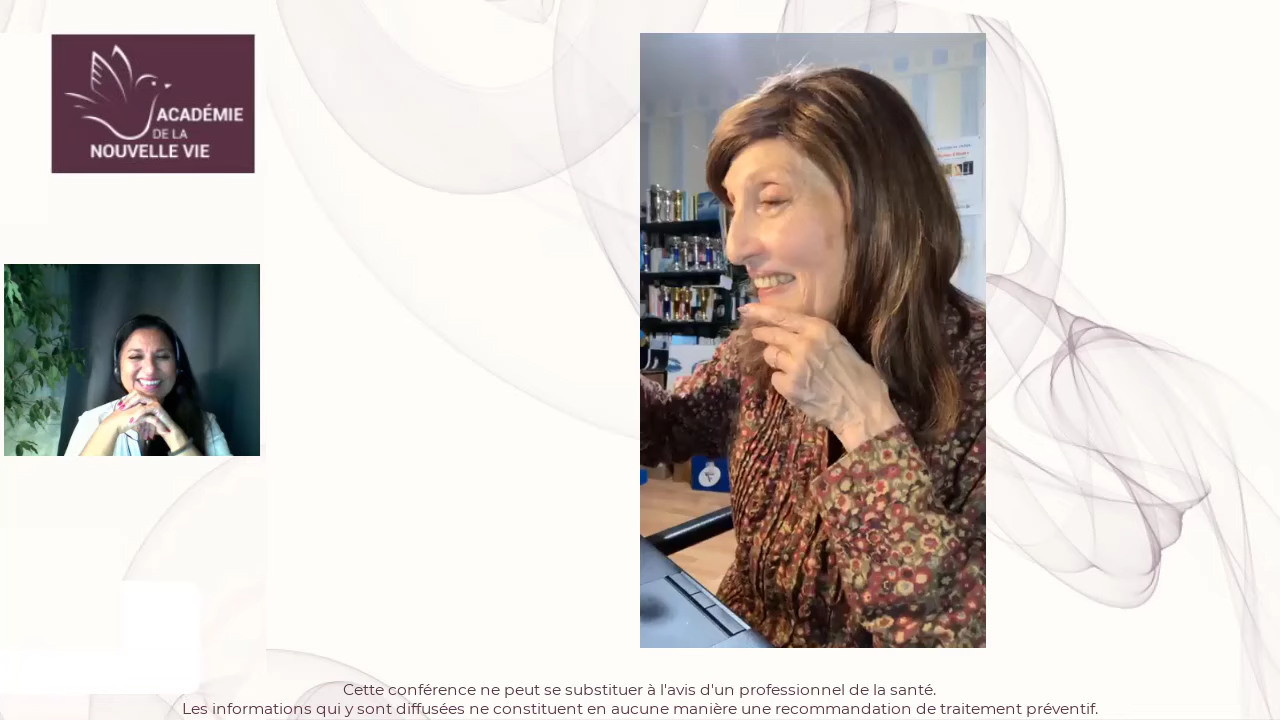 ACADÉMIE
DE LA
NOUVELLE VIE
Cette conférence ne peut se substituer à l'avis d'un professionnel de la santé.
Les informations qui y sont diffusées ne constituent en aucune manière une recommandation de traitement préventif.